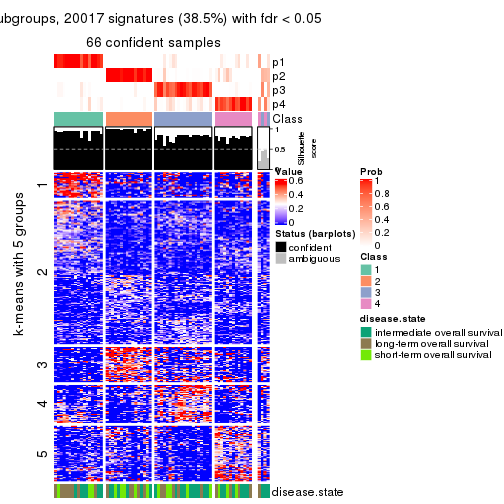 ubgroups, 20017 signatures (38.5%) with fdr < 0.05
66 confident samples
p1
p2
p3
p4
Class
1
0.5
0
Silhouette
score
k-means with 5 groups
1
2
3
4
5
disease.state
Value
0.6
0.4
0.2
0
Status (barplots)
confident
ambiguous
Prob
1
0.8
0.6
0.4
0.2
0
Class
1
2
3
4
disease.state
intermediate overall survival
long-term overall survival
short-term overall survival